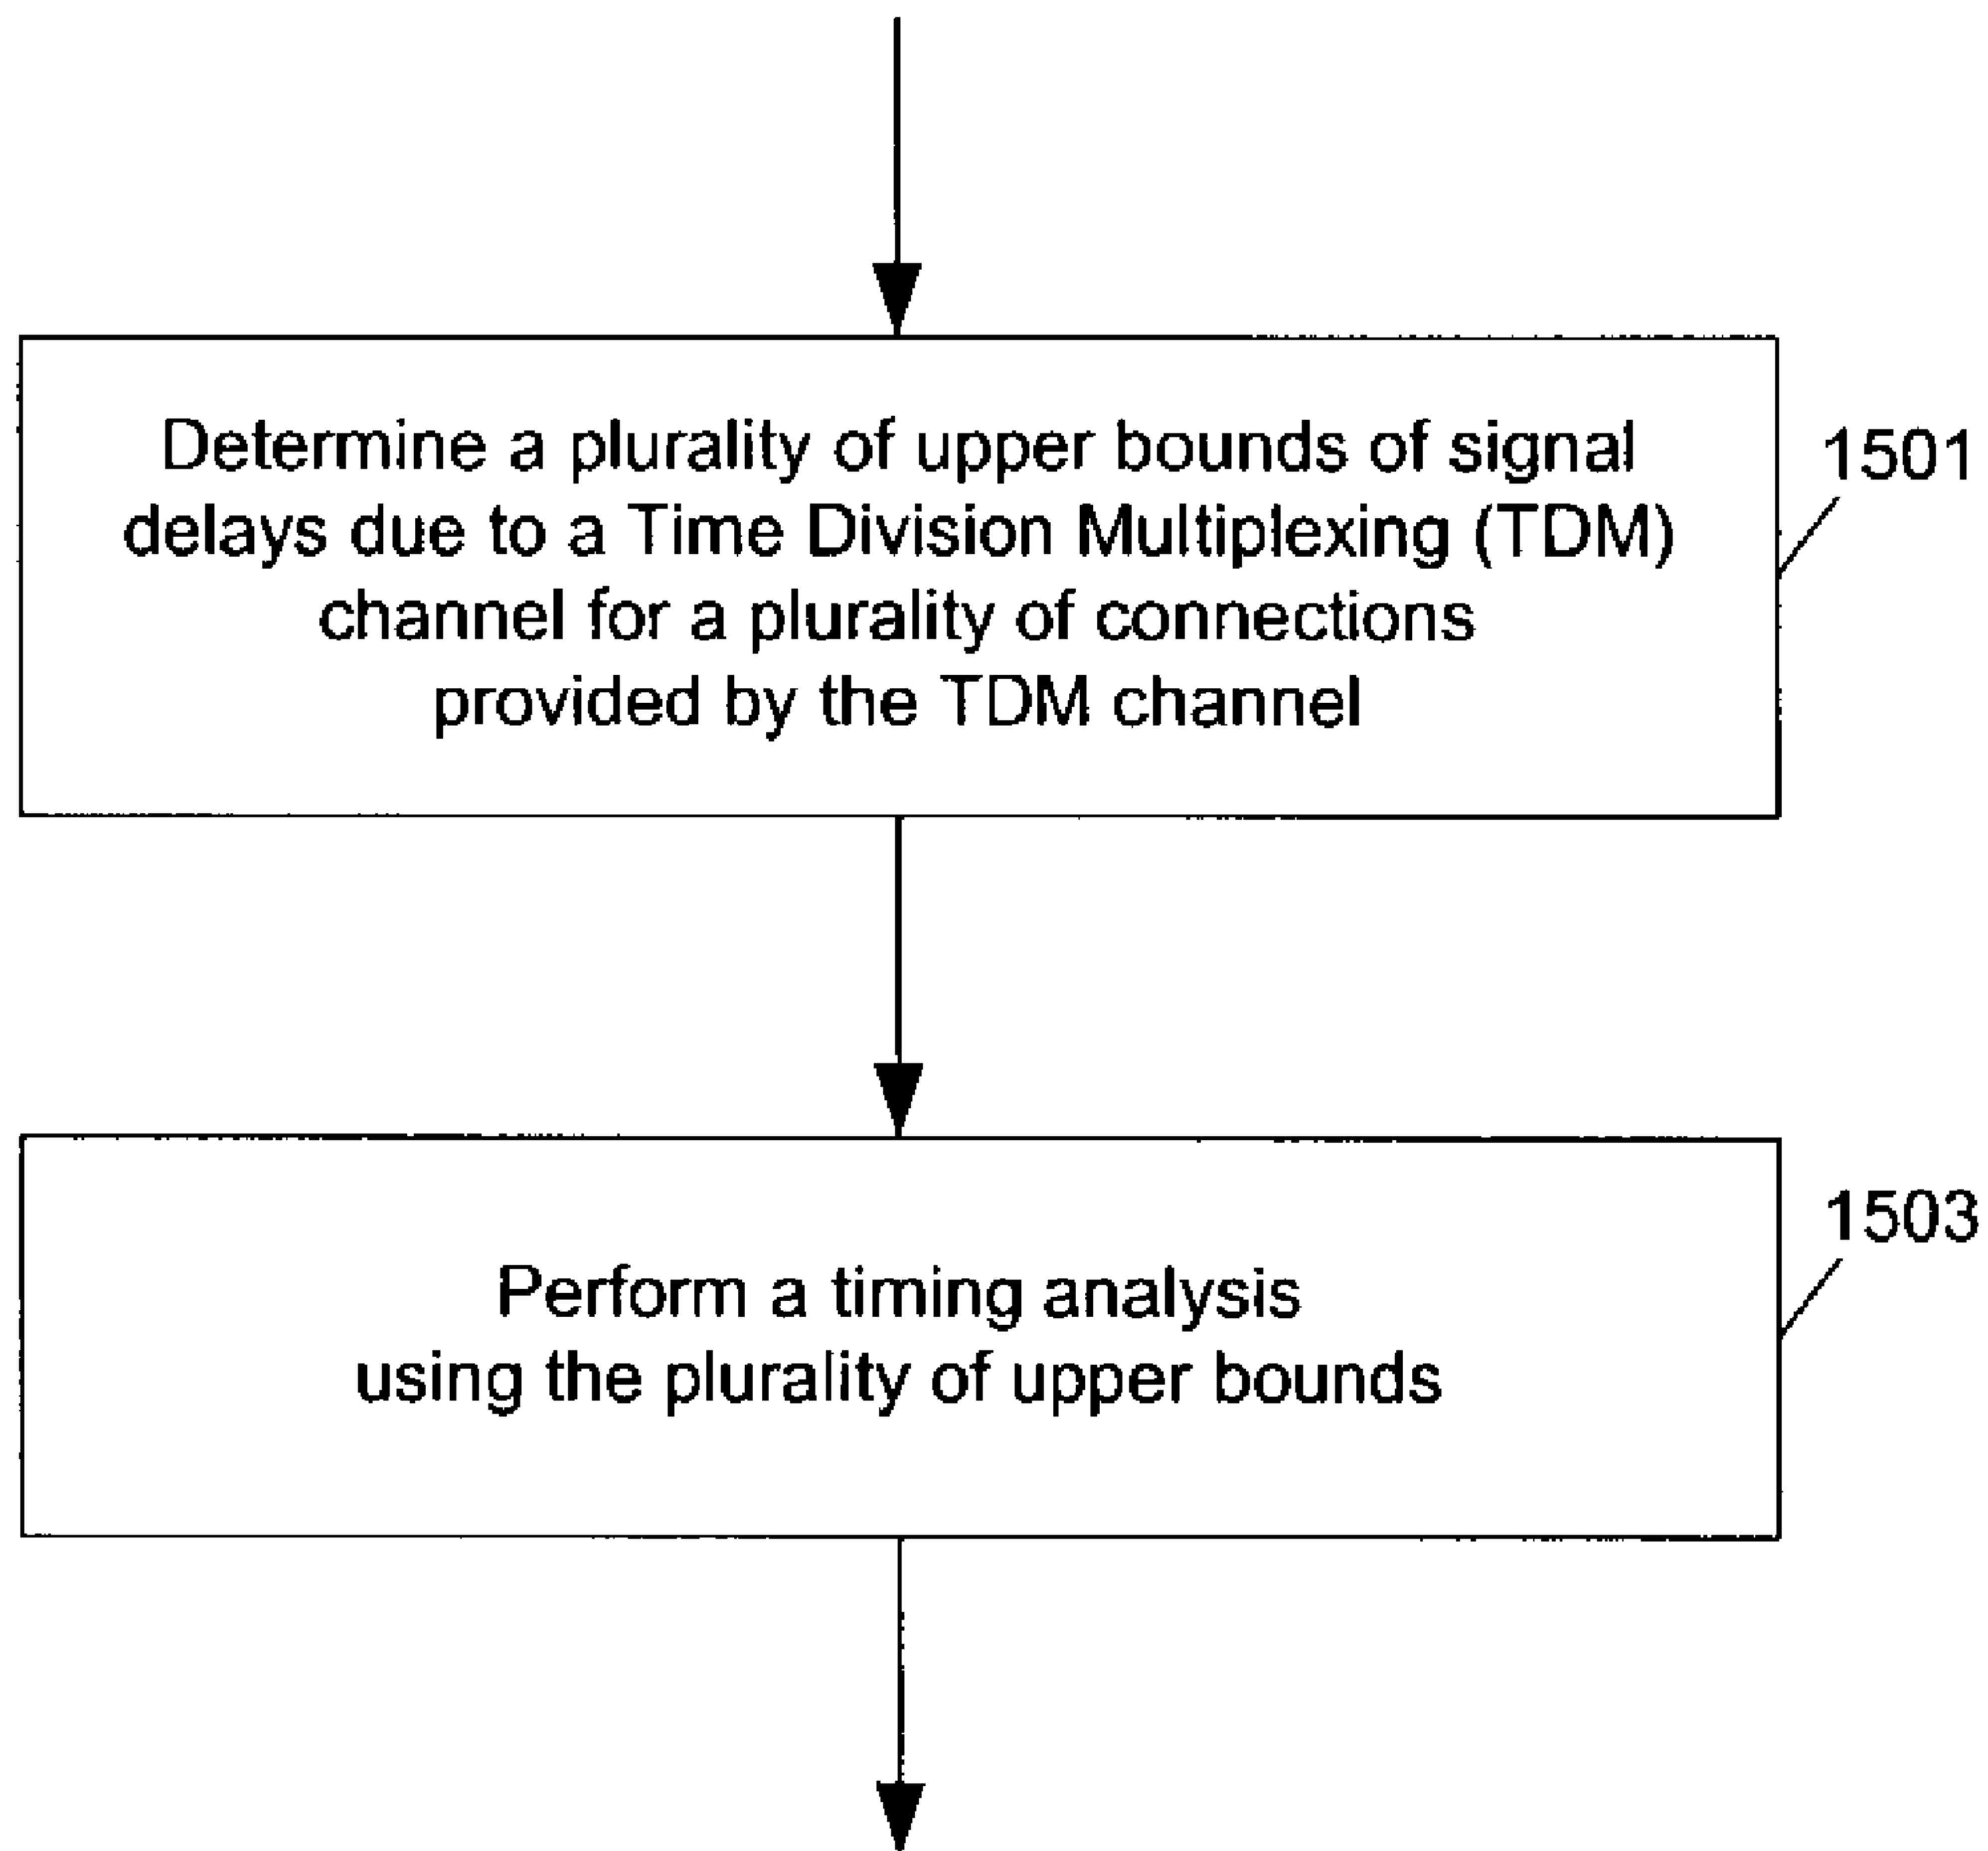 Determine a plurality of upper bounds of signal
delays due to a Time Division Multiplexing (TDM)
channel for a plurality of connections
provided by the TDM channel
1501
Perform a timing analysis
using the plurality of upper bounds
1503